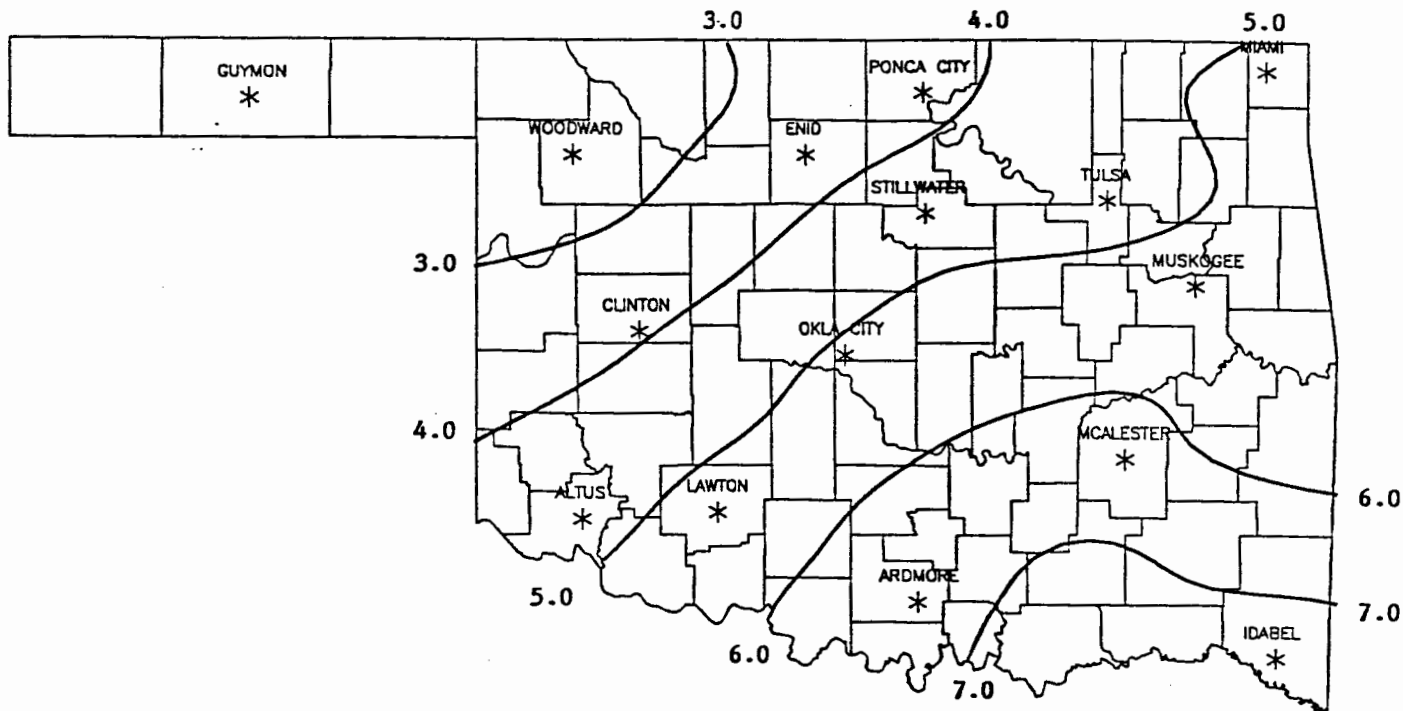 3.0
4.0
5.0
MIAMI
GUYMON
PONCA CITY
WOODWARD
ENID
TULSA
STILLWATER
3.0
MUSKOGEE
CLINTON
OKLA CITY
4.0
MCALESTER
ALTUS
LAWTON
6.0
ARDMORE
5.0
7.0
IDABEL
6.0
7.0